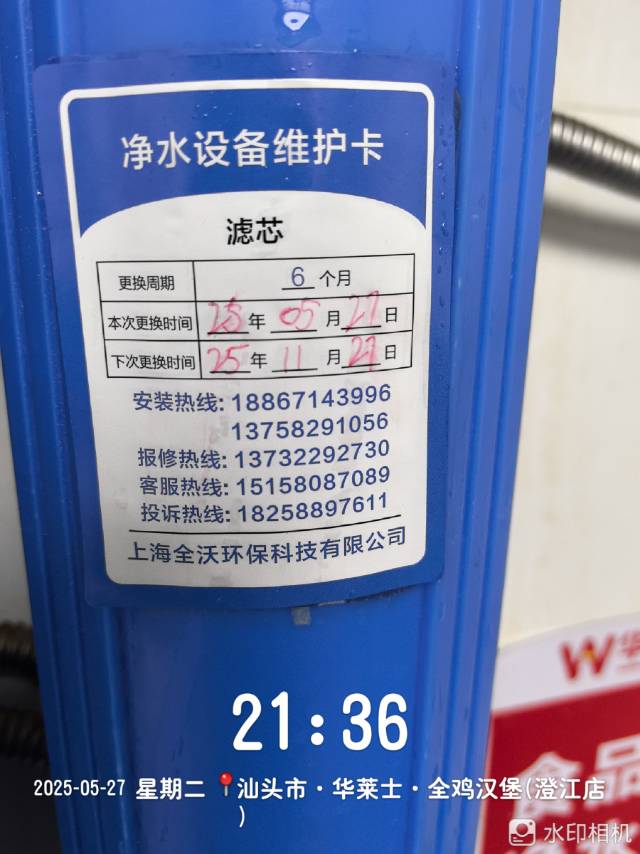 净水设备维护卡
滤芯
更换周期 6 个月
本次更换时间 25 年 05 月 27 日
下次更换时间 25 年 11 月 27 日
安装热线: 18867143996
13758291056
报修热线: 13732292730
客服热线: 15158087089
投诉热线: 18258897611
上海全沃环保科技有限公司
W华
食品
21:36
2025-05-27 星期二 📍汕头市·华莱士·全鸡汉堡(澄江店
)
水印相机